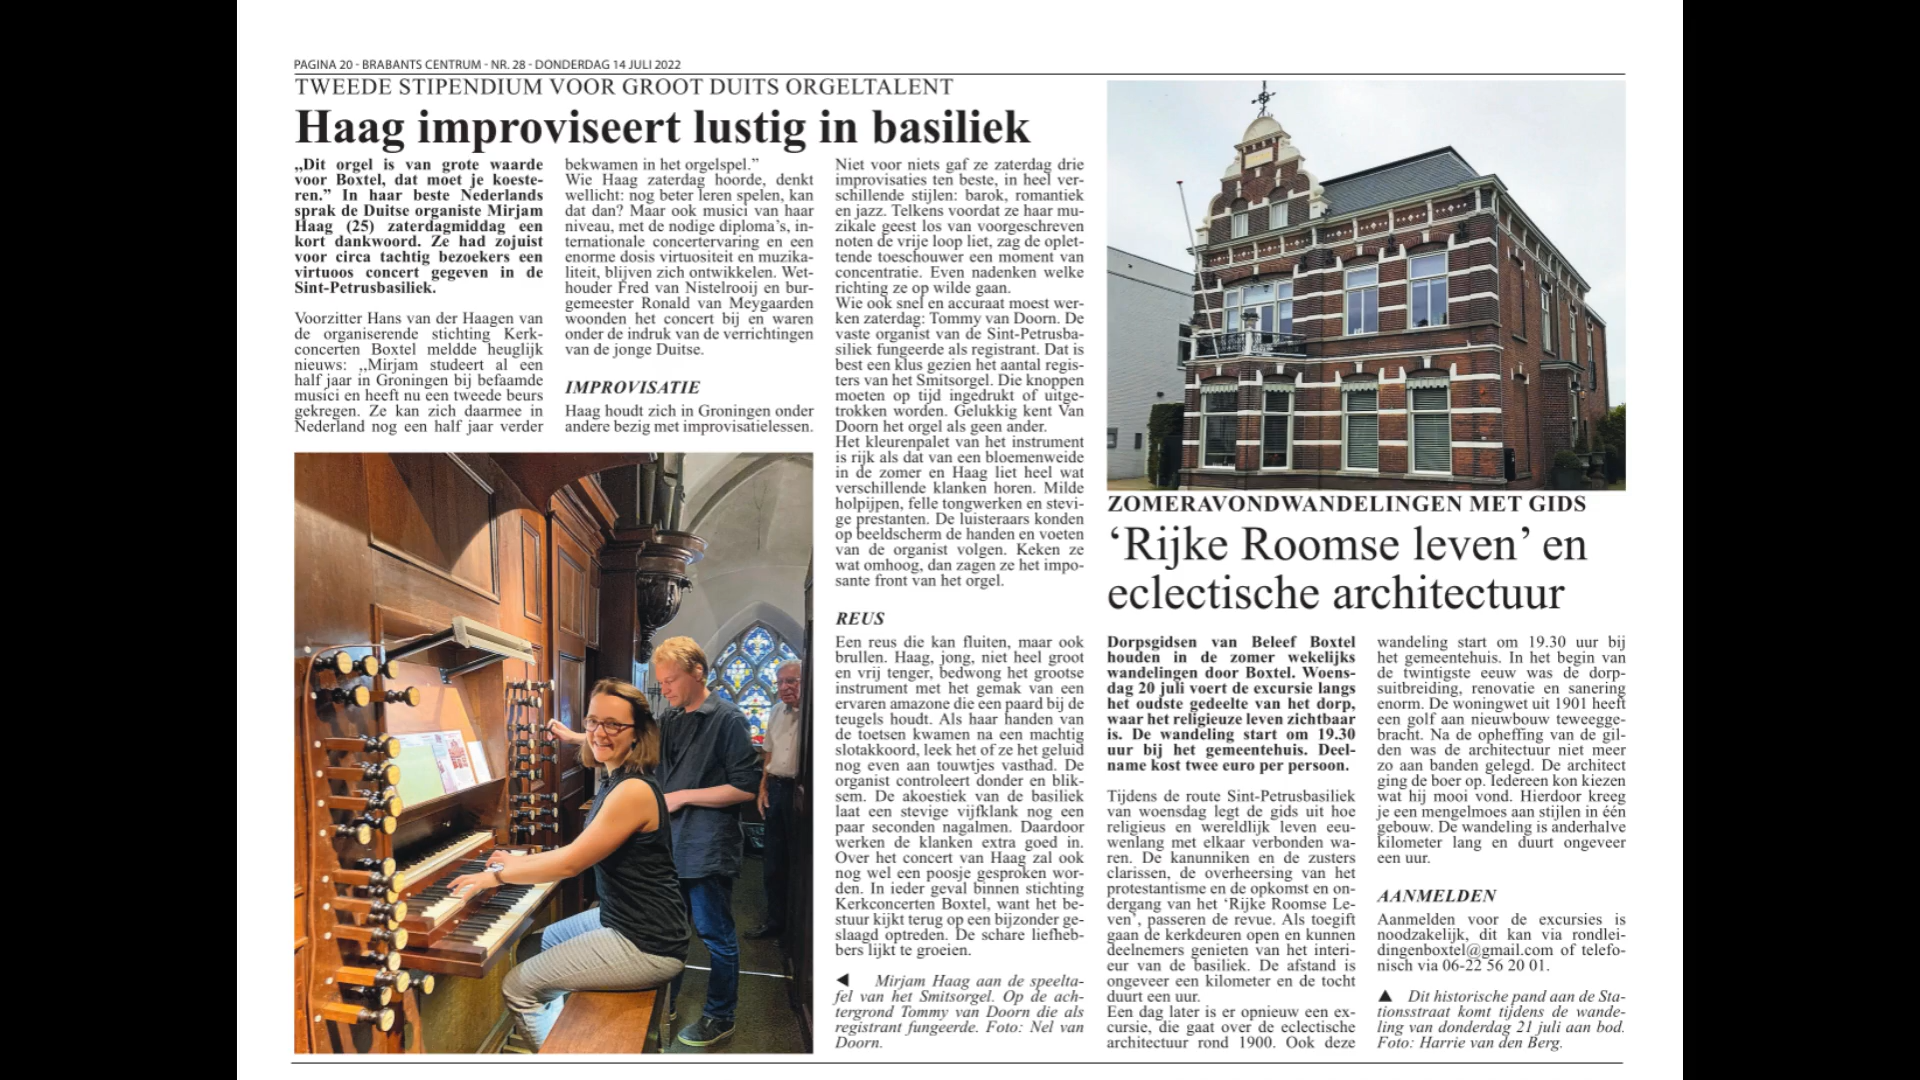 PAGINA 20 - BRABANTS CENTRUM - NR. 28 - DONDERDAG 14 JULI 2022
TWEEDE STIPENDIUM VOOR GROOT DUITS ORGELTALENT
Haag improviseert lustig in basiliek
„Dit orgel is van grote waarde
voor Boxtel, dat moet je koeste-
ren.” In haar beste Nederlands
sprak de Duitse organiste Mirjam
Haag (25) zaterdagmiddag een
kort dankwoord. Ze had zojuist
voor circa tachtig bezoekers een
virtuoos concert gegeven in de
Sint-Petrusbasiliek.
Voorzitter Hans van der Haagen van
de organiserende stichting Kerk-
concerten Boxtel meldde heuglijk
nieuws: „Mirjam studeert al een
half jaar in Groningen bij befaamde
musici en heeft nu een tweede beurs
gekregen. Ze kan zich daarmee in
Nederland nog een half jaar verder
bekwamen in het orgelspel.”
Wie Haag zaterdag hoorde, denkt
wellicht: nog beter leren spelen, kan
dat dan? Maar ook musici van haar
niveau, met de nodige diploma’s, in-
ternationale concertervaring en een
enorme dosis virtuositeit en muzika-
liteit, blijven zich ontwikkelen. Wet-
houder Fred van Nistelrooij en bur-
gemeester Ronald van Meygaarden
woonden het concert bij en waren
onder de indruk van de verrichtingen
van de jonge Duitse.
IMPROVISATIE
Haag houdt zich in Groningen onder
andere bezig met improvisatielessen.
Niet voor niets gaf ze zaterdag drie
improvisaties ten beste, in heel ver-
schillende stijlen: barok, romantiek
en jazz. Telkens voordat ze haar mu-
zikale geest los van voorgeschreven
noten de vrije loop liet, zag de oplet-
tende toeschouwer een moment van
concentratie. Even nadenken welke
richting ze op wilde gaan.
Wie ook snel en accuraat moest wer-
ken zaterdag: Tommy van Doorn. De
vaste organist van de Sint-Petrusba-
siliek fungeerde als registrant. Dat is
best een klus gezien het aantal regis-
ters van het Smitsorgel. Die knoppen
moeten op tijd ingedrukt of uitge-
trokken worden. Gelukkig kent Van
Doorn het orgel als geen ander.
Het kleurenpalet van het instrument
is rijk als dat van een bloemenweide
in de zomer en Haag liet heel wat
verschillende klanken horen. Milde
holpijpen, felle tongwerken en stevi-
ge prestanten. De luisteraars konden
op beeldscherm de handen en voeten
van de organist volgen. Keken ze
wat omhoog, dan zagen ze het impo-
sante front van het orgel.
REUS
Een reus die kan fluiten, maar ook
brullen. Haag, jong, niet heel groot
en vrij tenger, bedwong het grootse
instrument met het gemak van een
ervaren amazone die een paard bij de
teugels houdt. Als haar handen van
de toetsen kwamen na een machtig
slotakkoord, leek het of ze het geluid
nog even aan touwtjes vasthad. De
organist controleert donder en blik-
sem. De akoestiek van de basiliek
laat een stevige vijfklank nog een
paar seconden nagalmen. Daardoor
werken de klanken extra goed in.
Over het concert van Haag zal ook
nog wel een poosje gesproken wor-
den. In ieder geval binnen stichting
Kerkconcerten Boxtel, want het be-
stuur kijkt terug op een bijzonder ge-
slaagd optreden. De schare liefheb-
bers lijkt te groeien.
◀ Mirjam Haag aan de speelta-
fel van het Smitsorgel. Op de ach-
tergrond Tommy van Doorn die als
registrant fungeerde. Foto: Nel van
Doorn.
ZOMERAVONDWANDELINGEN MET GIDS
‘Rijke Roomse leven’ en
eclectische architectuur
Dorpsgidsen van Beleef Boxtel
houden in de zomer wekelijks
wandelingen door Boxtel. Woens-
dag 20 juli voert de excursie langs
het oudste gedeelte van het dorp,
waar het religieuze leven zichtbaar
is. De wandeling start om 19.30
uur bij het gemeentehuis. Deel-
name kost twee euro per persoon.
Tijdens de route Sint-Petrusbasiliek
van woensdag legt de gids uit hoe
religieus en wereldlijk leven eeu-
wenlang met elkaar verbonden wa-
ren. De kanunniken en de zusters
clarissen, de overheersing van het
protestantisme en de opkomst en on-
dergang van het ‘Rijke Roomse Le-
ven’, passeren de revue. Als toegift
gaan de kerkdeuren open en kunnen
deelnemers genieten van het interi-
eur van de basiliek. De afstand is
ongeveer een kilometer en de tocht
duurt een uur.
Een dag later is er opnieuw een ex-
cursie, die gaat over de eclectische
architectuur rond 1900. Ook deze
wandeling start om 19.30 uur bij
het gemeentehuis. In het begin van
de twintigste eeuw was de dorp-
suitbreiding, renovatie en sanering
enorm. De woningwet uit 1901 heeft
een golf aan nieuwbouw teweegge-
bracht. Na de opheffing van de gil-
den was de architectuur niet meer
zo aan banden gelegd. De architect
ging de boer op. Iedereen kon kiezen
wat hij mooi vond. Hierdoor kreeg
je een mengelmoes aan stijlen in één
gebouw. De wandeling is anderhalve
kilometer lang en duurt ongeveer
een uur.
AANMELDEN
Aanmelden voor de excursies is
noodzakelijk, dit kan via rondlei-
dingenboxtel@gmail.com of telefo-
nisch via 06-22 56 20 01.
▲ Dit historische pand aan de Sta-
tionsstraat komt tijdens de wande-
ling van donderdag 21 juli aan bod.
Foto: Harrie van den Berg.